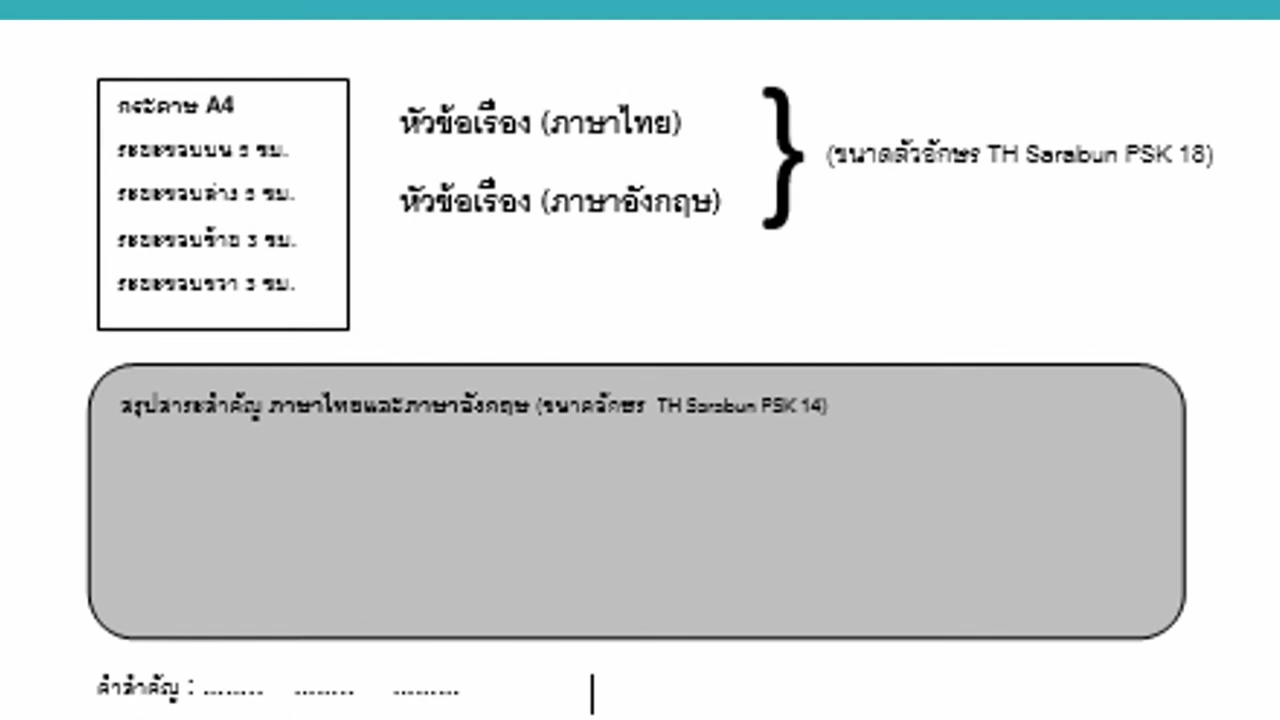 กระดาษ A4
ระยะขอบบน 5 ซม.
ระยะขอบล่าง 5 ซม.
ระยะขอบซ้าย 3 ซม.
ระยะขอบขวา 3 ซม.
หัวข้อเรื่อง (ภาษาไทย)
หัวข้อเรื่อง (ภาษาอังกฤษ)
(ขนาดตัวอักษร TH Sarabun PSK 18)
สรุปสาระสำคัญ ภาษาไทยและภาษาอังกฤษ (ขนาดอักษร TH Sarabun PSK 14)
คำสำคัญ : ......... ......... ..........